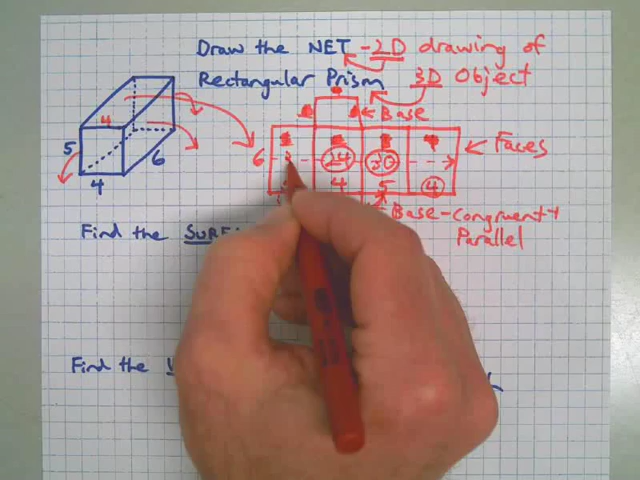 Draw the NET - 2D drawing of
Rectangular Prism 3D Object
4
Base
5
6
4
6
24
30
Faces
4
5
4
Base - congruent +
Parallel
Find the
Find the